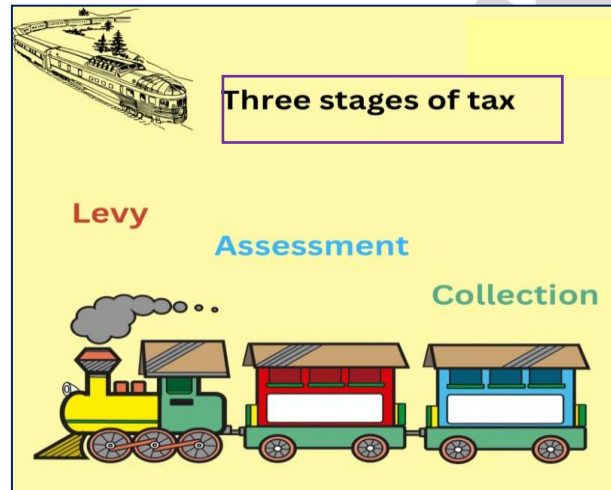 Three stages of tax
Levy
Assessment
Collection